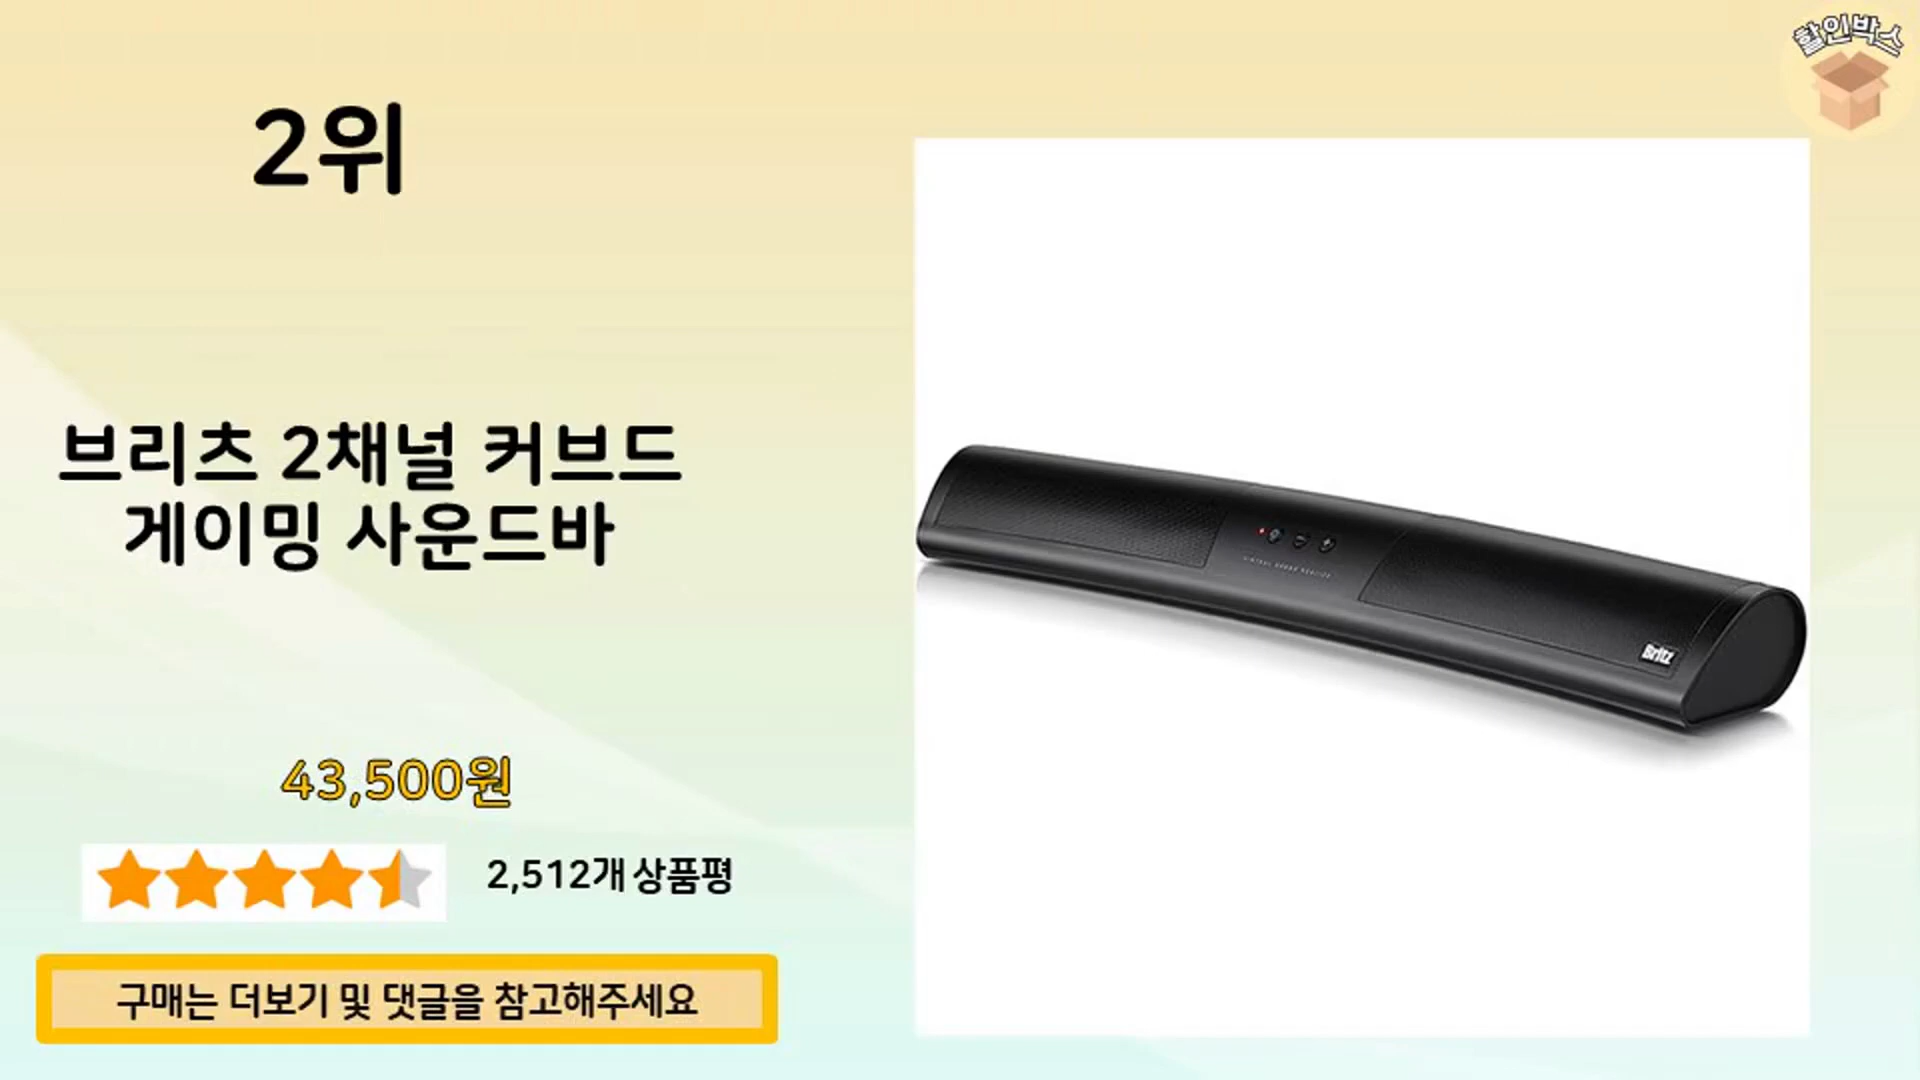 할인박스
2위
브리츠 2채널 커브드
게이밍 사운드바
43,500원
2,512개 상품평
구매는 더보기 및 댓글을 참고해주세요
Britz